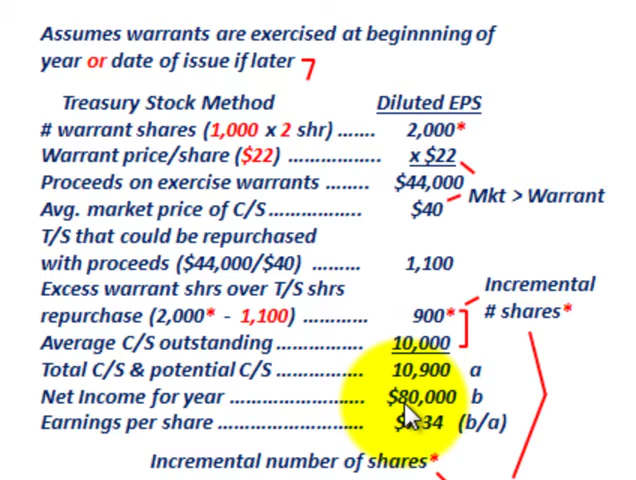 Assumes warrants are exercised at beginnning of
year or date of issue if later
Treasury Stock Method Diluted EPS
# warrant shares (1,000 x 2 shr) ....... 2,000*
Warrant price/share ($22) .................. x $22
Proceeds on exercise warrants ........ $44,000
Mkt > Warrant
Avg. market price of C/S................. $40
T/S that could be repurchased
with proceeds ($44,000/$40) ......... 1,100
Excess warrant shrs over T/S shrs
Incremental
# shares*
repurchase (2,000* - 1,100) ............ 900*
Average C/S outstanding................ 10,000
Total C/S & potential C/S ................ 10,900 a
Net Income for year ......................... $80,000 b
Earnings per share ........................... (b/a)
Incremental number of shares*